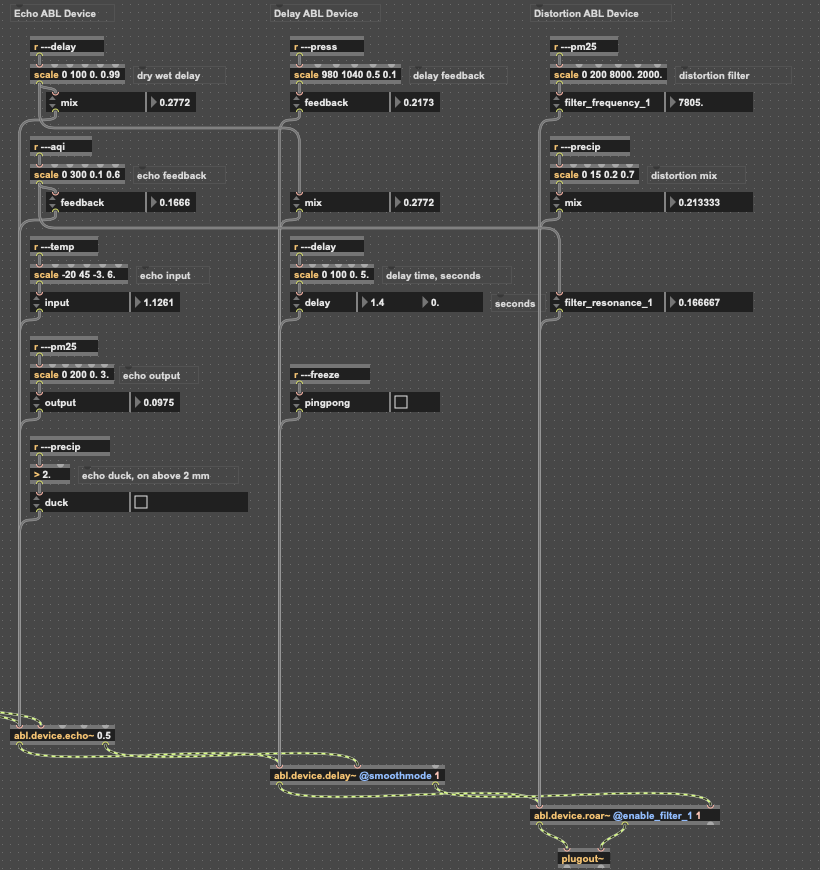 Echo ABL Device
r ---delay
scale 0 100 0. 0.99
dry wet delay
mix
0.2772
r ---aqi
scale 0 300 0.1 0.6
echo feedback
feedback
0.1666
r ---temp
scale -20 45 -3. 6.
echo input
input
1.1261
r ---pm25
scale 0 200 0. 3.
echo output
output
0.0975
r ---precip
> 2.
echo duck, on above 2 mm
duck
abl.device.echo~ 0.5
Delay ABL Device
r ---press
scale 980 1040 0.5 0.1
delay feedback
feedback
0.2173
mix
0.2772
r ---delay
scale 0 100 0. 5.
delay time, seconds
delay
1.4
0.
seconds
r ---freeze
pingpong
abl.device.delay~ @smoothmode 1
Distortion ABL Device
r ---pm25
scale 0 200 8000. 2000.
distortion filter
filter_frequency_1
7805.
r ---precip
scale 0 15 0.2 0.7
distortion mix
mix
0.213333
filter_resonance_1
0.166667
abl.device.roar~ @enable_filter_1 1
plugout~